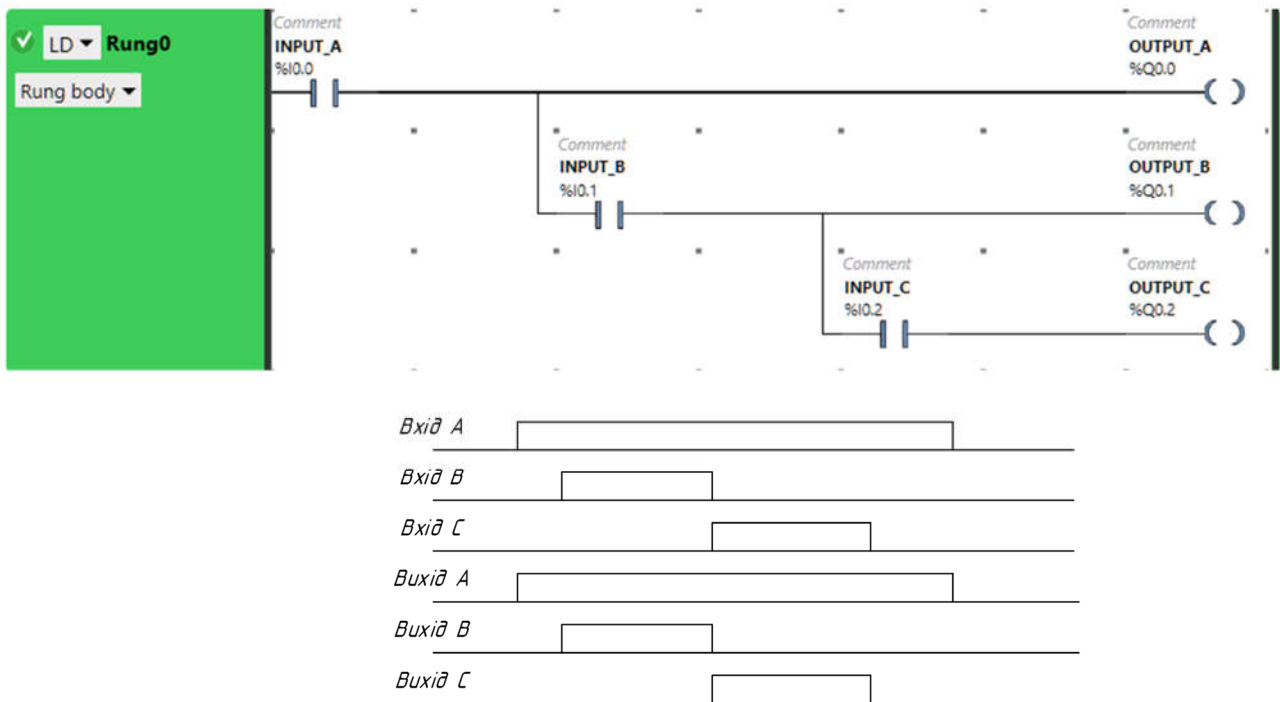 LD Rung0
Rung body
Comment
INPUT_A
%I0.0
Comment
OUTPUT_A
%Q0.0
Comment
INPUT_B
%I0.1
Comment
OUTPUT_B
%Q0.1
Comment
INPUT_C
%I0.2
Comment
OUTPUT_C
%Q0.2
Вхід А
Вхід В
Вхід С
Вихід А
Вихід В
Вихід С